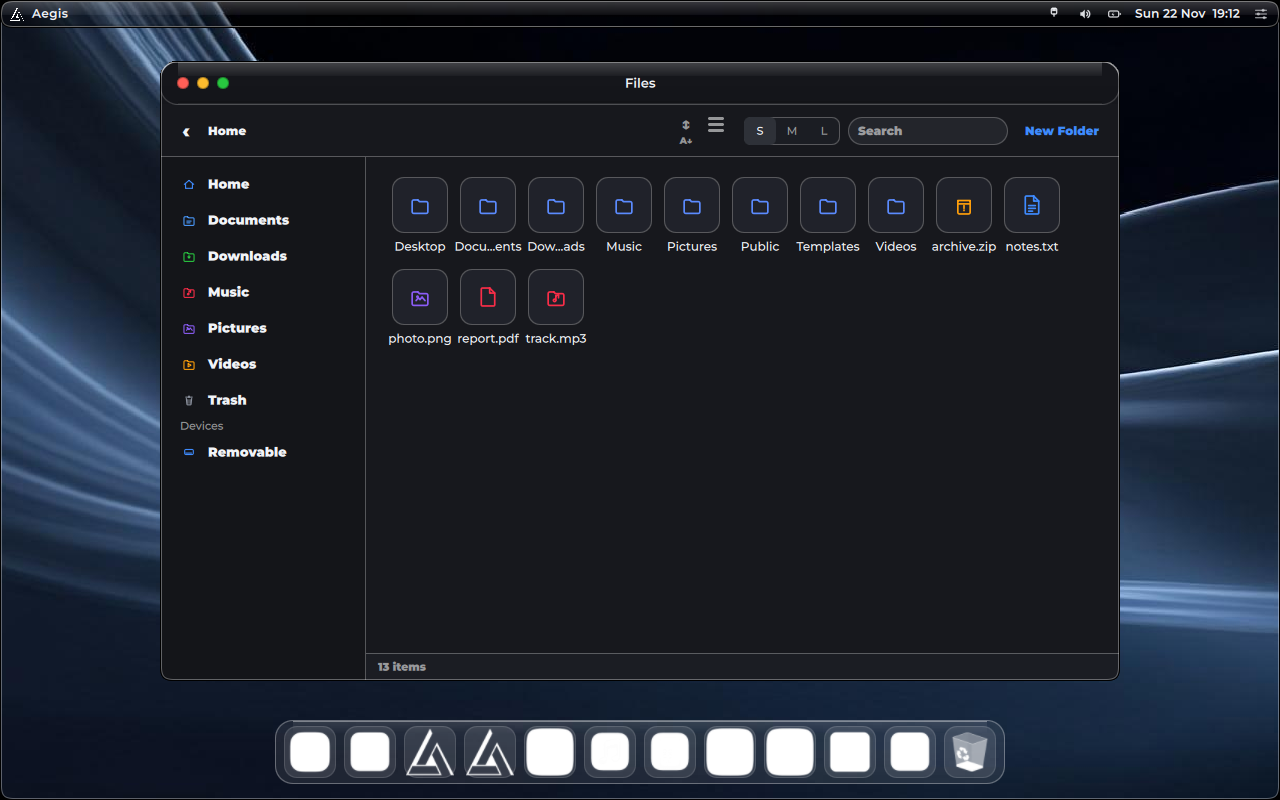 Aegis
Sun 22 Nov 19:12
Files
Home
A+
S M L
Search
New Folder
Home
Documents
Downloads
Music
Pictures
Videos
Trash
Devices
Removable
Desktop Docu...ents Dow...ads Music Pictures Public Templates Videos archive.zip notes.txt
photo.png report.pdf track.mp3
13 items